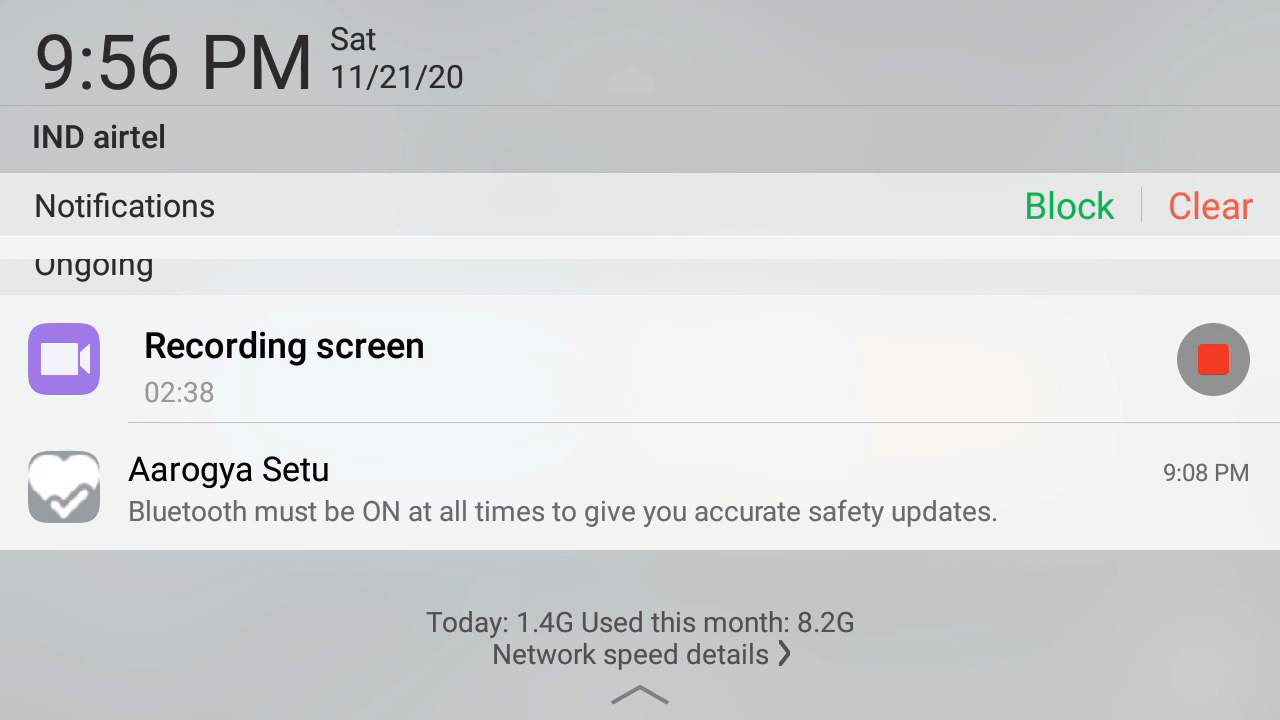 9:56 PM
Sat
11/21/20
IND airtel
Notifications
Block
Clear
Ongoing
Recording screen
02:38
Aarogya Setu
9:08 PM
Bluetooth must be ON at all times to give you accurate safety updates.
Today: 1.4G Used this month: 8.2G
Network speed details